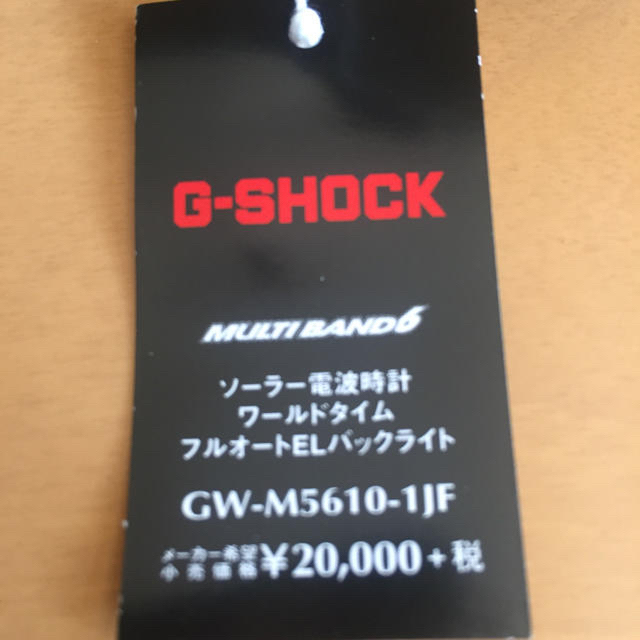 G-SHOCK
MULTI BAND 6
ソーラー電波時計
ワールドタイム
フルオートELバックライト
GW-M5610-1JF
メーカー希望小売価格 ¥20,000+税